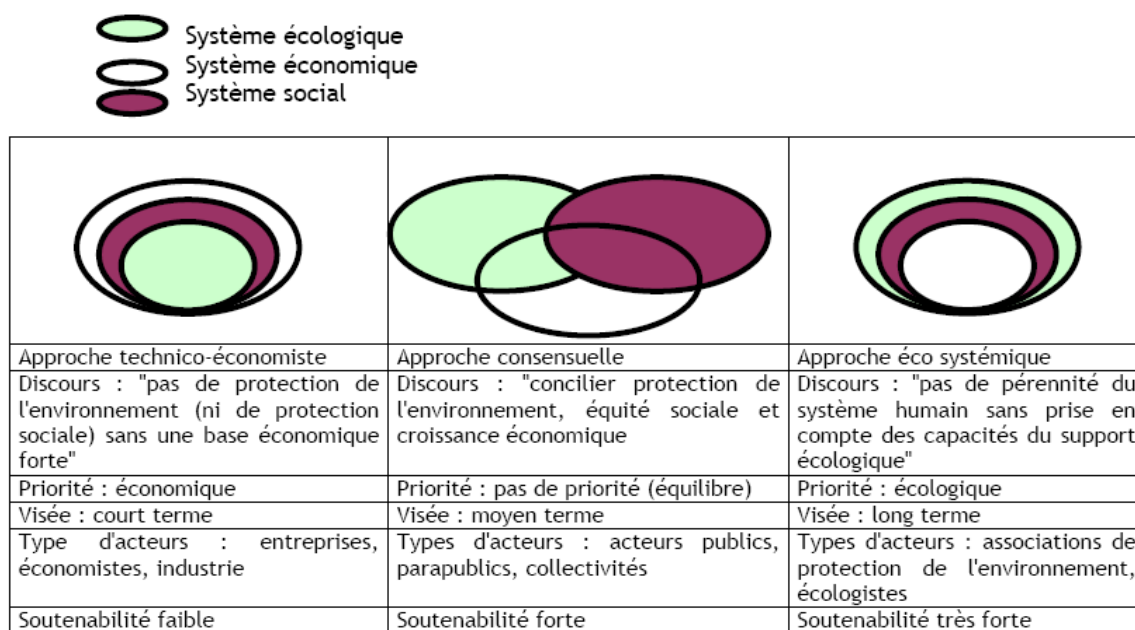 Système écologique
Système économique
Système social
Approche technico-économiste
Discours : "pas de protection de
l'environnement (ni de protection
sociale) sans une base économique
forte"
Priorité : économique
Visée : court terme
Type d'acteurs : entreprises,
économistes, industrie
Soutenabilité faible
Approche consensuelle
Discours : "concilier protection de
l'environnement, équité sociale et
croissance économique
Priorité : pas de priorité (équilibre)
Visée : moyen terme
Types d'acteurs : acteurs publics,
parapublics, collectivités
Soutenabilité forte
Approche éco systémique
Discours : "pas de pérennité du
système humain sans prise en
compte des capacités du support
écologique"
Priorité : écologique
Visée : long terme
Types d'acteurs : associations de
protection de l'environnement,
écologistes
Soutenabilité très forte